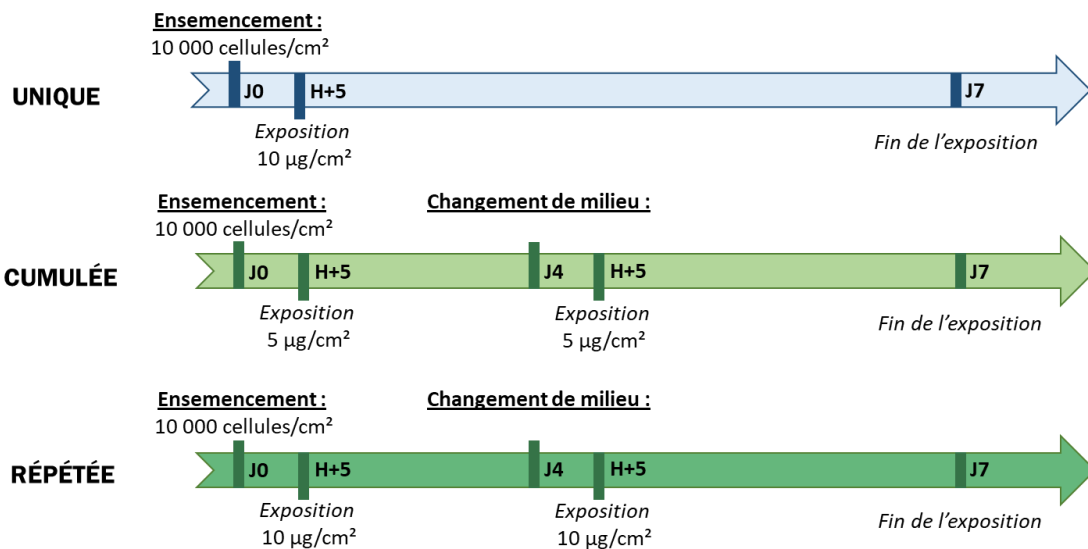 Ensemencement :
10 000 cellules/cm²
UNIQUE
J0
H+5
J7
Exposition
10 µg/cm²
Fin de l'exposition
Ensemencement :
Changement de milieu :
10 000 cellules/cm²
CUMULÉE
J0
H+5
J4
H+5
J7
Exposition
5 µg/cm²
Exposition
5 µg/cm²
Fin de l'exposition
Ensemencement :
Changement de milieu :
10 000 cellules/cm²
RÉPÉTÉE
J0
H+5
J4
H+5
J7
Exposition
10 µg/cm²
Exposition
10 µg/cm²
Fin de l'exposition